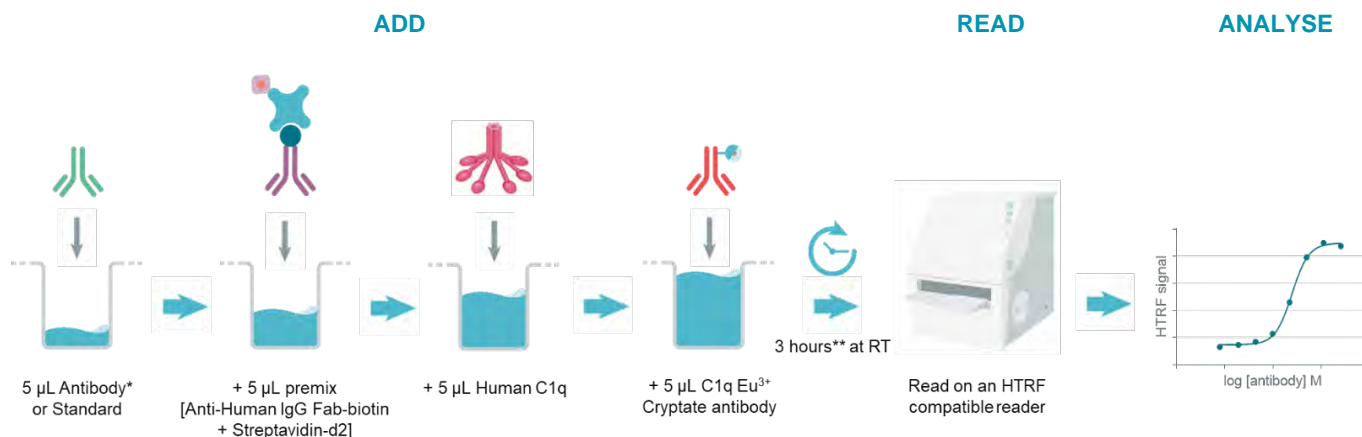 ADD
READ
ANALYSE
5 µL Antibody*
or Standard
+ 5 µL premix
[Anti-Human IgG Fab-biotin
+ Streptavidin-d2]
+ 5 µL Human C1q
+ 5 µL C1q Eu³⁺
Cryptate antibody
3 hours** at RT
Read on an HTRF
compatible reader
HTRF signal
log [antibody] M